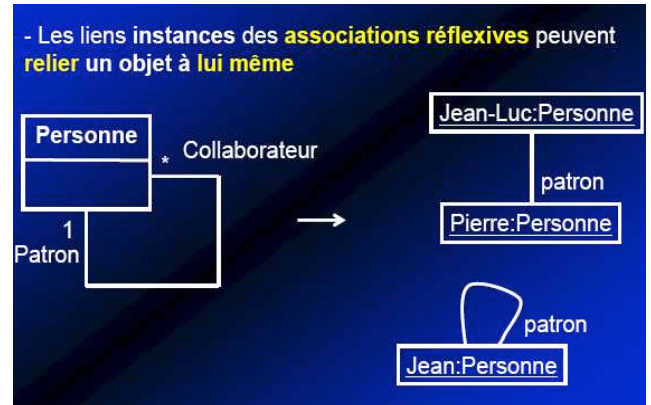 - Les liens instances des associations réflexives peuvent
relier un objet à lui même
Personne
* Collaborateur
1
Patron
Jean-Luc:Personne
patron
Pierre:Personne
patron
Jean:Personne